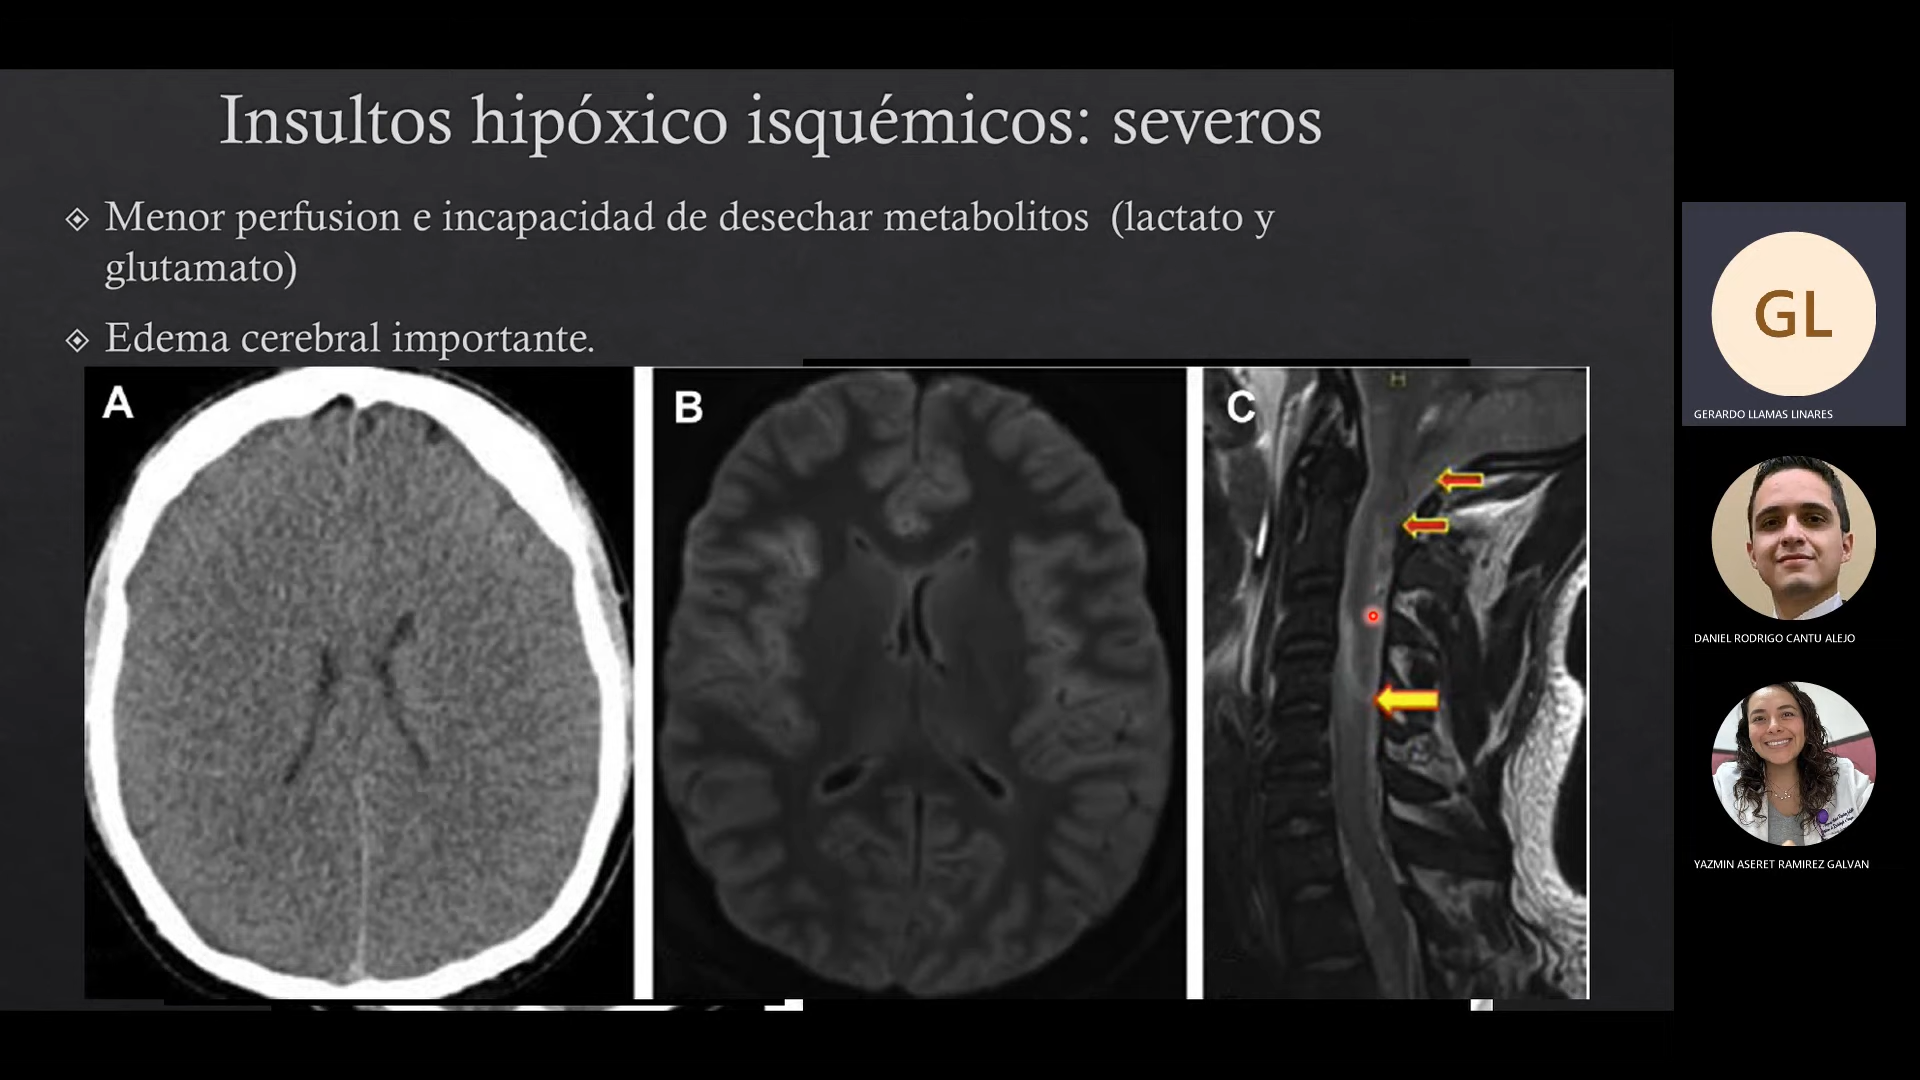 Insultos hipóxico isquémicos: severos
Menor perfusion e incapacidad de desechar metabolitos (lactato y
glutamato)
Edema cerebral importante.
A
B
C
H
GL
GERARDO LLAMAS LINARES
DANIEL RODRIGO CANTU ALEJO
YAZMIN ASERET RAMIREZ GALVAN